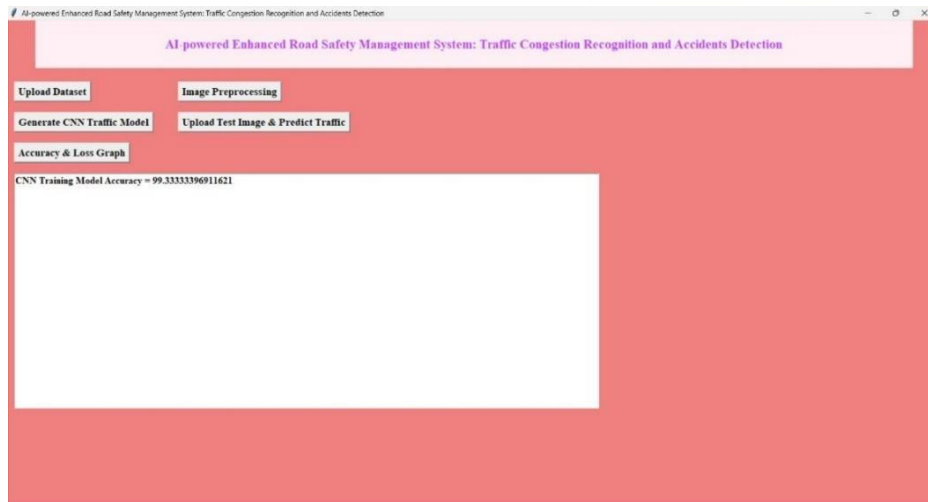 AI-powered Enhanced Road Safety Management System: Traffic Congestion Recognition and Accidents Detection
AI-powered Enhanced Road Safety Management System: Traffic Congestion Recognition and Accidents Detection
Upload Dataset
Image Preprocessing
Generate CNN Traffic Model
Upload Test Image & Predict Traffic
Accuracy & Loss Graph
CNN Training Model Accuracy = 99.33333396911621